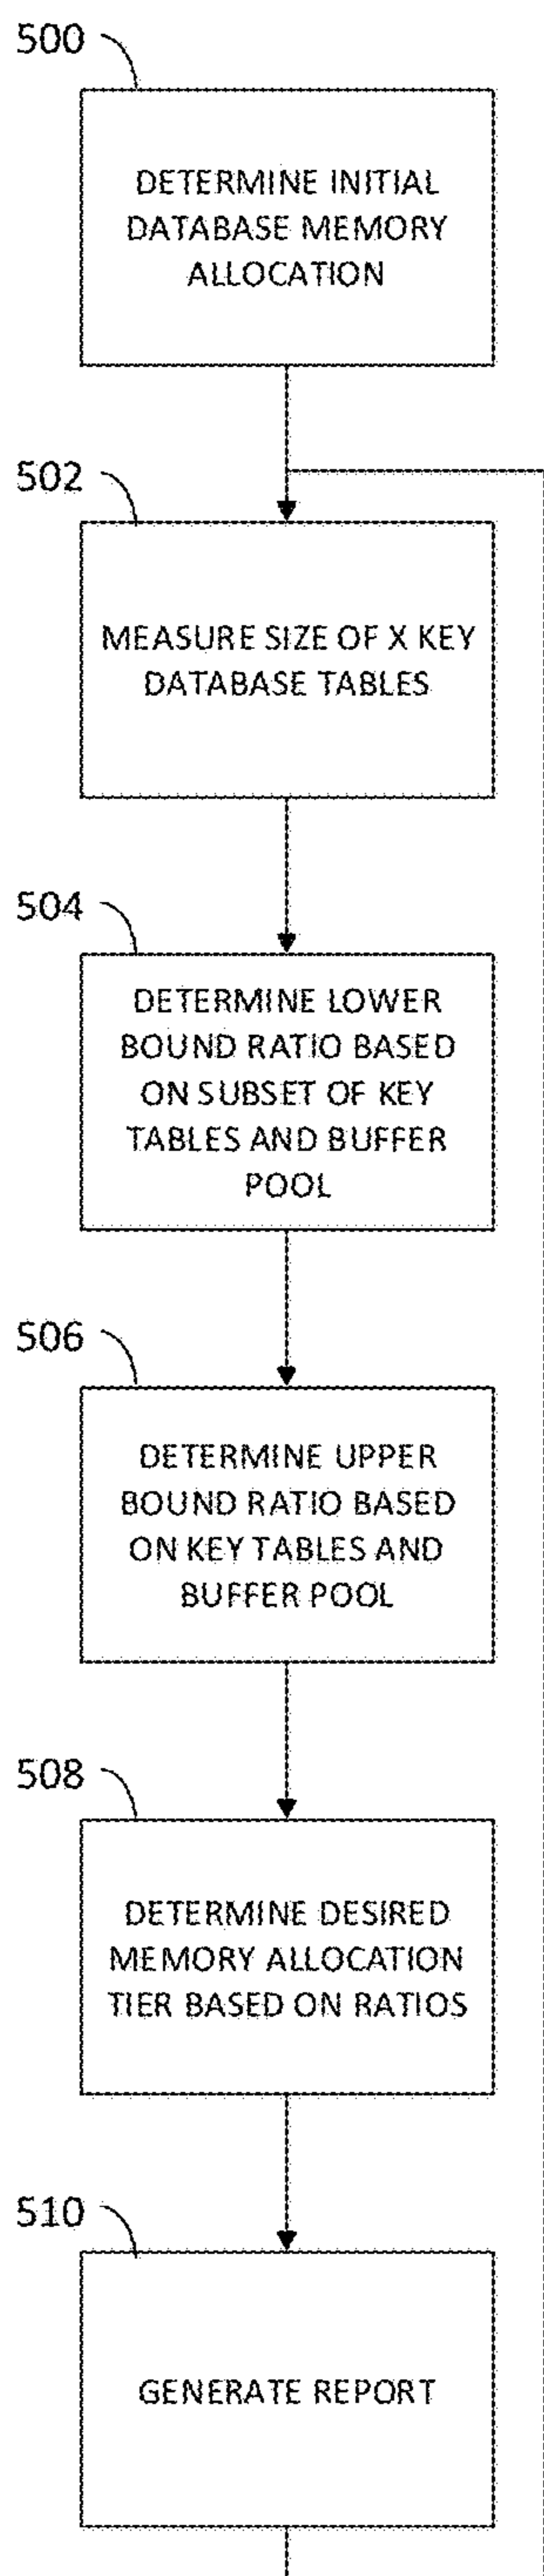 500
DETERMINE INITIAL
DATABASE MEMORY
ALLOCATION
502
MEASURE SIZE OF X KEY
DATABASE TABLES
504
DETERMINE LOWER
BOUND RATIO BASED
ON SUBSET OF KEY
TABLES AND BUFFER
POOL
506
DETERMINE UPPER
BOUND RATIO BASED
ON KEY TABLES AND
BUFFER POOL
508
DETERMINE DESIRED
MEMORY ALLOCATION
TIER BASED ON RATIOS
510
GENERATE REPORT